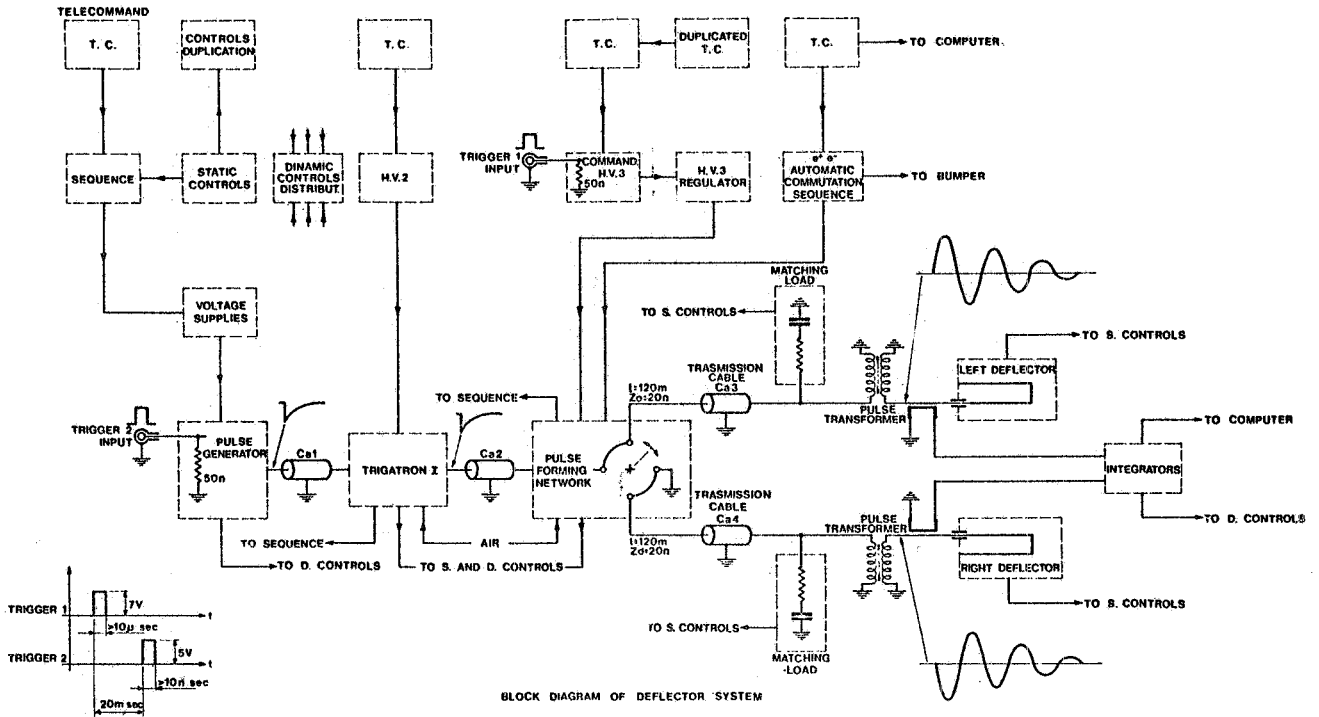 TELECOMMAND
T. C.
CONTROLS
DUPLICATION
T.C.
T.C.
DUPLICATED
T.C.
T.C.
TO COMPUTER
SEQUENCE
STATIC
CONTROLS
DINAMIC
CONTROLS
DISTRIBUT.
H.V.2
TRIGGER 1
INPUT
COMMAND
H.V.3
50n
H.V.3
REGULATOR
e+ e-
AUTOMATIC
COMMUTATION
SEQUENCE
TO BUMPER
VOLTAGE
SUPPLIES
MATCHING
LOAD
TO S. CONTROLS
TO S. CONTROLS
LEFT DEFLECTOR
TRASMISSION
CABLE
Ca3
l=120m
Zo=20n
PULSE
TRANSFORMER
TO SEQUENCE
TRIGGER 2
INPUT
PULSE
GENERATOR
50n
Ca1
TRIGATRON I
Ca2
PULSE
FORMING
NETWORK
TO COMPUTER
INTEGRATORS
TO D. CONTROLS
TRASMISSION
CABLE
Ca4
l=120m
Zo=20n
PULSE
TRANSFORMER
TO SEQUENCE
AIR
TO D. CONTROLS
TO S. AND D. CONTROLS
RIGHT DEFLECTOR
TO S. CONTROLS
TO S. CONTROLS
MATCHING
LOAD
TRIGGER 1
7V
t
>10μ sec
TRIGGER 2
5V
t
>10n sec
20m sec
BLOCK DIAGRAM OF DEFLECTOR SYSTEM